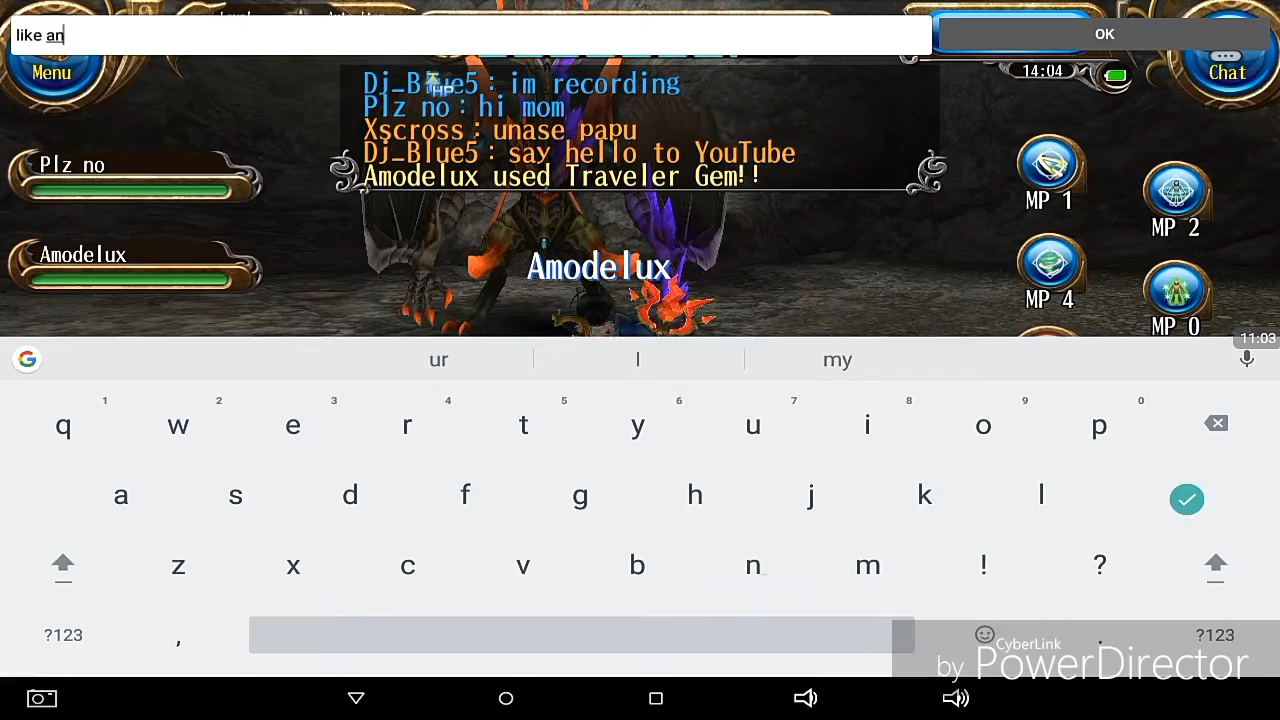 like an
OK
Menu
14:04
Chat
Dj_Blue5 : im recording
HP
Plz no : hi mom
Xscross : unase papu
Dj_Blue5 : say hello to YouTube
Amodelux used Traveler Gem!!
Plz no
MP 1
MP 2
Amodelux
Amodelux
MP 4
MP 0
11:03
ur I my
1 2 3 4 5 6 7 8 9 0
q w e r t y u i o p
a s d f g h j k l
z x c v b n m ! ?
?123 , . ?123
CyberLink
by PowerDirector